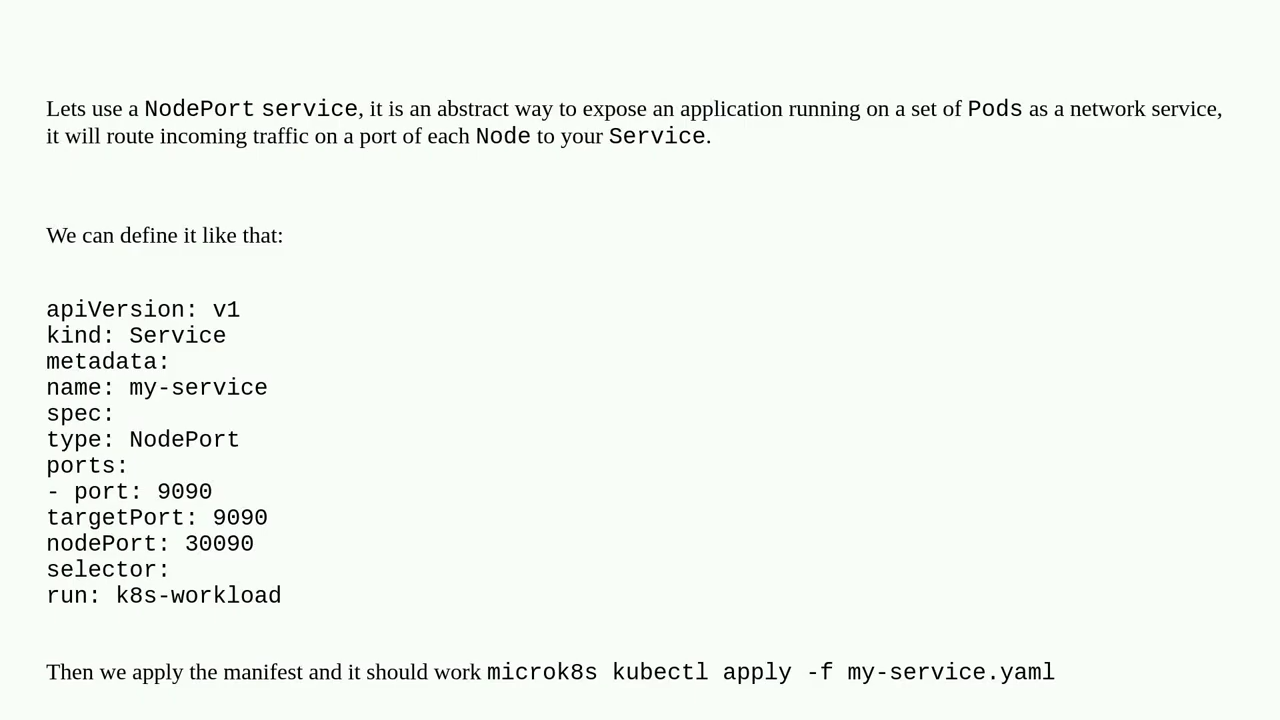 Lets use a NodePort service, it is an abstract way to expose an application running on a set of Pods as a network service,
it will route incoming traffic on a port of each Node to your Service.
We can define it like that:
apiVersion: v1
kind: Service
metadata:
name: my-service
spec:
type: NodePort
ports:
- port: 9090
targetPort: 9090
nodePort: 30090
selector:
run: k8s-workload
Then we apply the manifest and it should work microk8s kubectl apply -f my-service.yaml